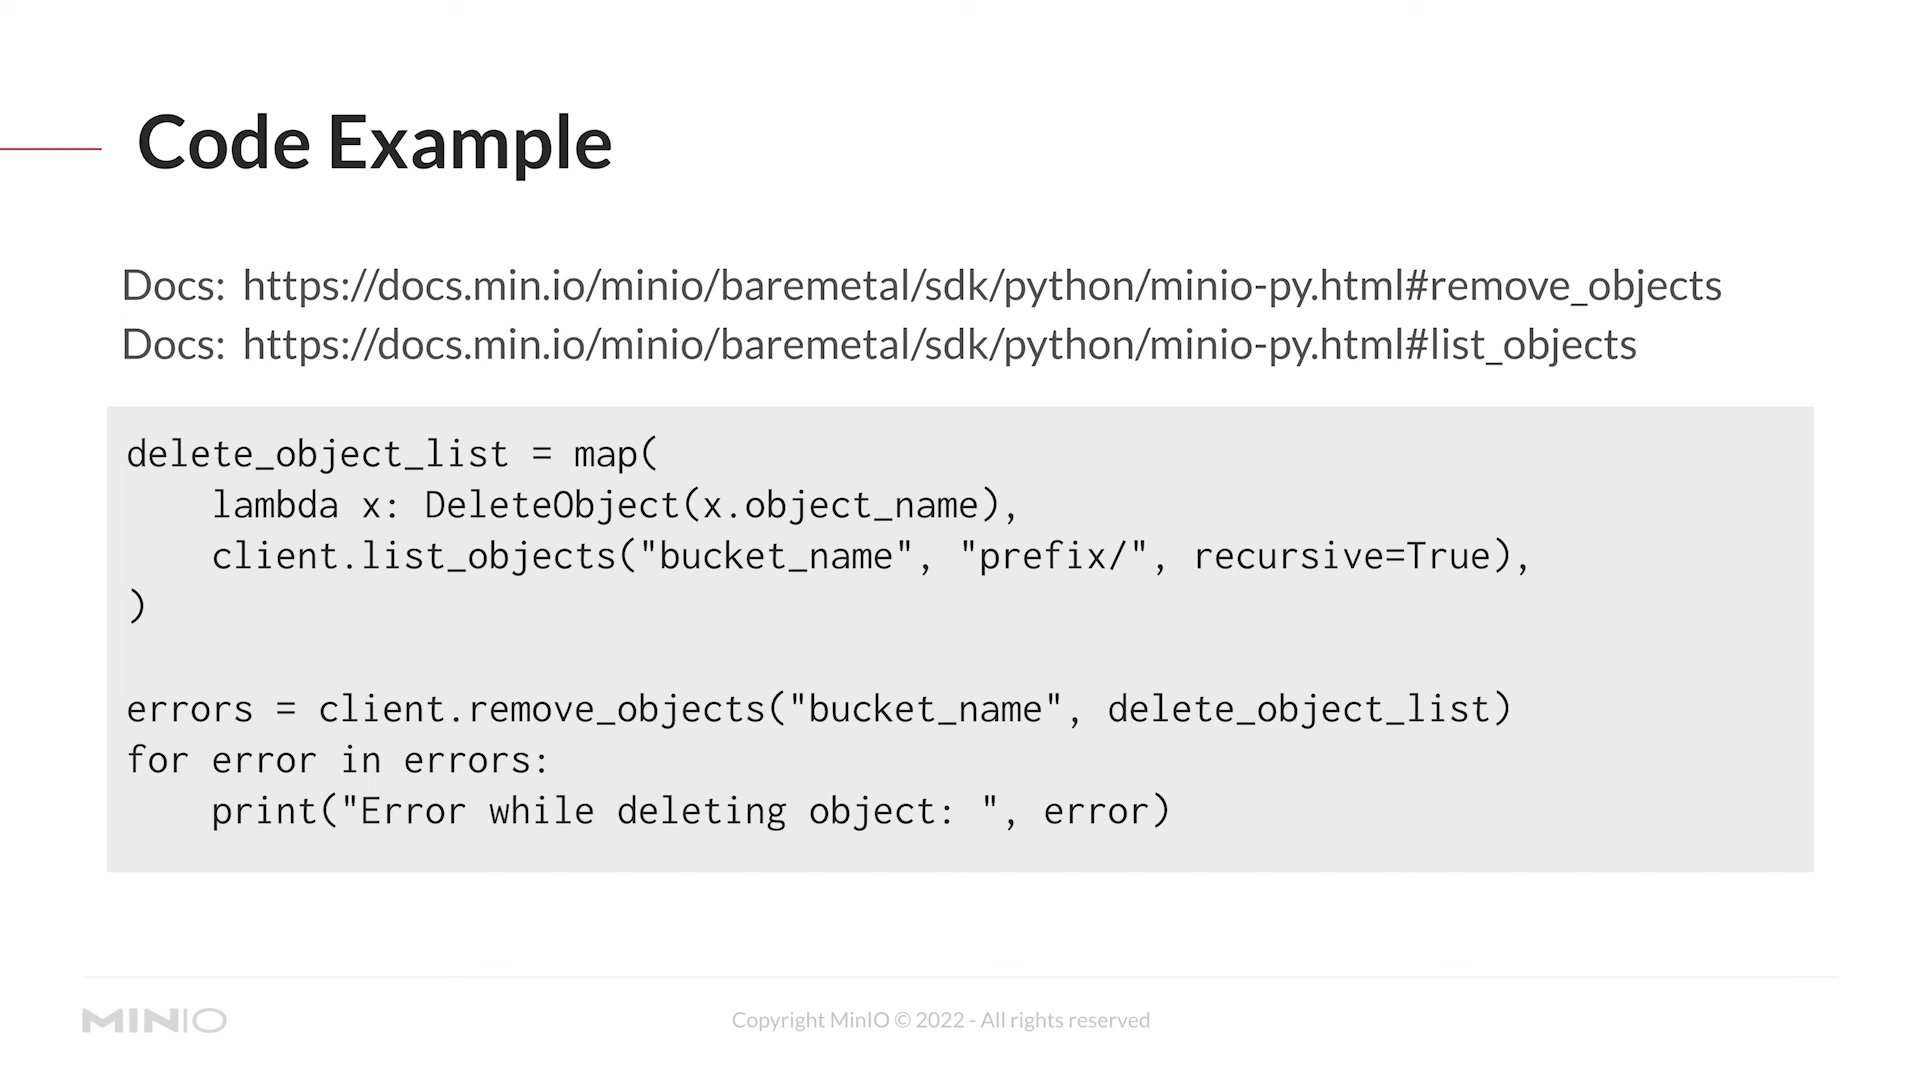 Code Example
Docs: https://docs.min.io/minio/baremetal/sdk/python/minio-py.html#remove_objects
Docs: https://docs.min.io/minio/baremetal/sdk/python/minio-py.html#list_objects
delete_object_list = map(
    lambda x: DeleteObject(x.object_name),
    client.list_objects("bucket_name", "prefix/", recursive=True),
)
errors = client.remove_objects("bucket_name", delete_object_list)
for error in errors:
    print("Error while deleting object: ", error)
MINIO
Copyright MinIO © 2022 - All rights reserved